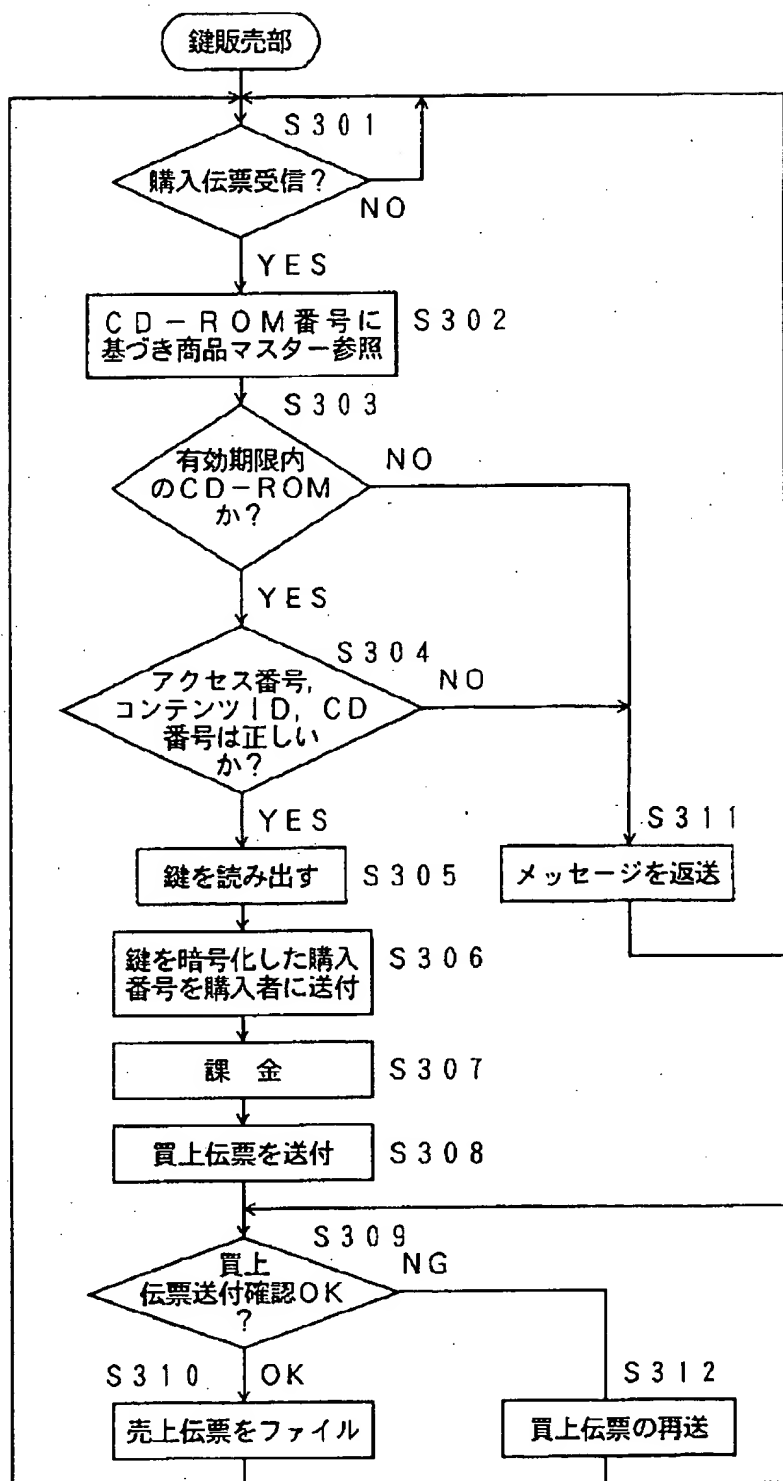 鍵販売部
S301
購入伝票受信?
NO
YES
CD-ROM番号に
基づき商品マスター参照
S302
S303
有効期限内
のCD-ROM
か?
NO
YES
S304
アクセス番号,
コンテンツID, CD
番号は正しい
か?
NO
YES
S311
鍵を読み出す
S305
メッセージを返送
鍵を暗号化した購入
番号を購入者に送付
S306
課 金
S307
買上伝票を送付
S308
S309
買上
伝票送付確認OK
?
NG
S310
OK
S312
売上伝票をファイル
買上伝票の再送